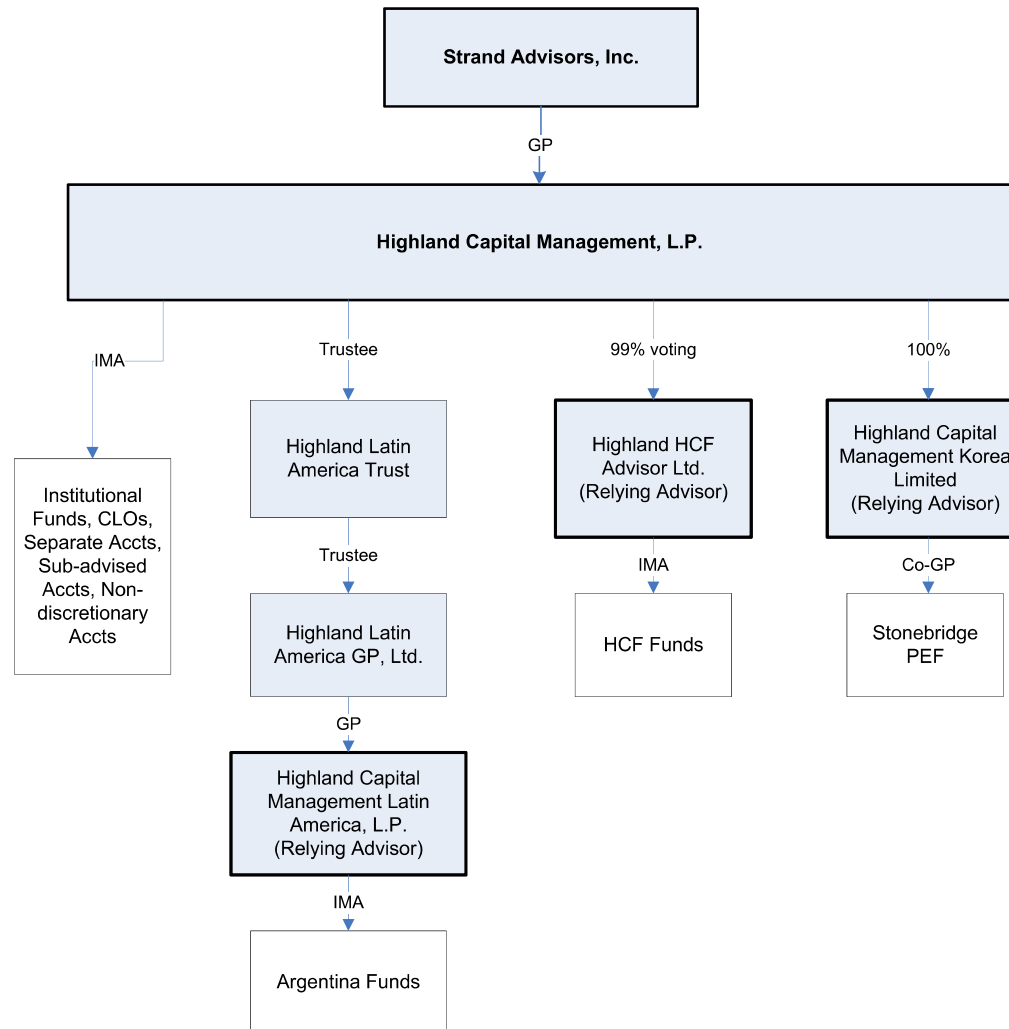 Strand Advisors, Inc.
GP
Highland Capital Management, L.P.
IMA
Trustee
99% voting
100%
Institutional
Funds, CLOs,
Separate Accts,
Sub-advised
Accts, Non-
discretionary
Accts
Highland Latin
America Trust
Highland HCF
Advisor Ltd.
(Relying Advisor)
Highland Capital
Management Korea
Limited
(Relying Advisor)
Trustee
IMA
Co-GP
Highland Latin
America GP, Ltd.
HCF Funds
Stonebridge
PEF
GP
Highland Capital
Management Latin
America, L.P.
(Relying Advisor)
IMA
Argentina Funds